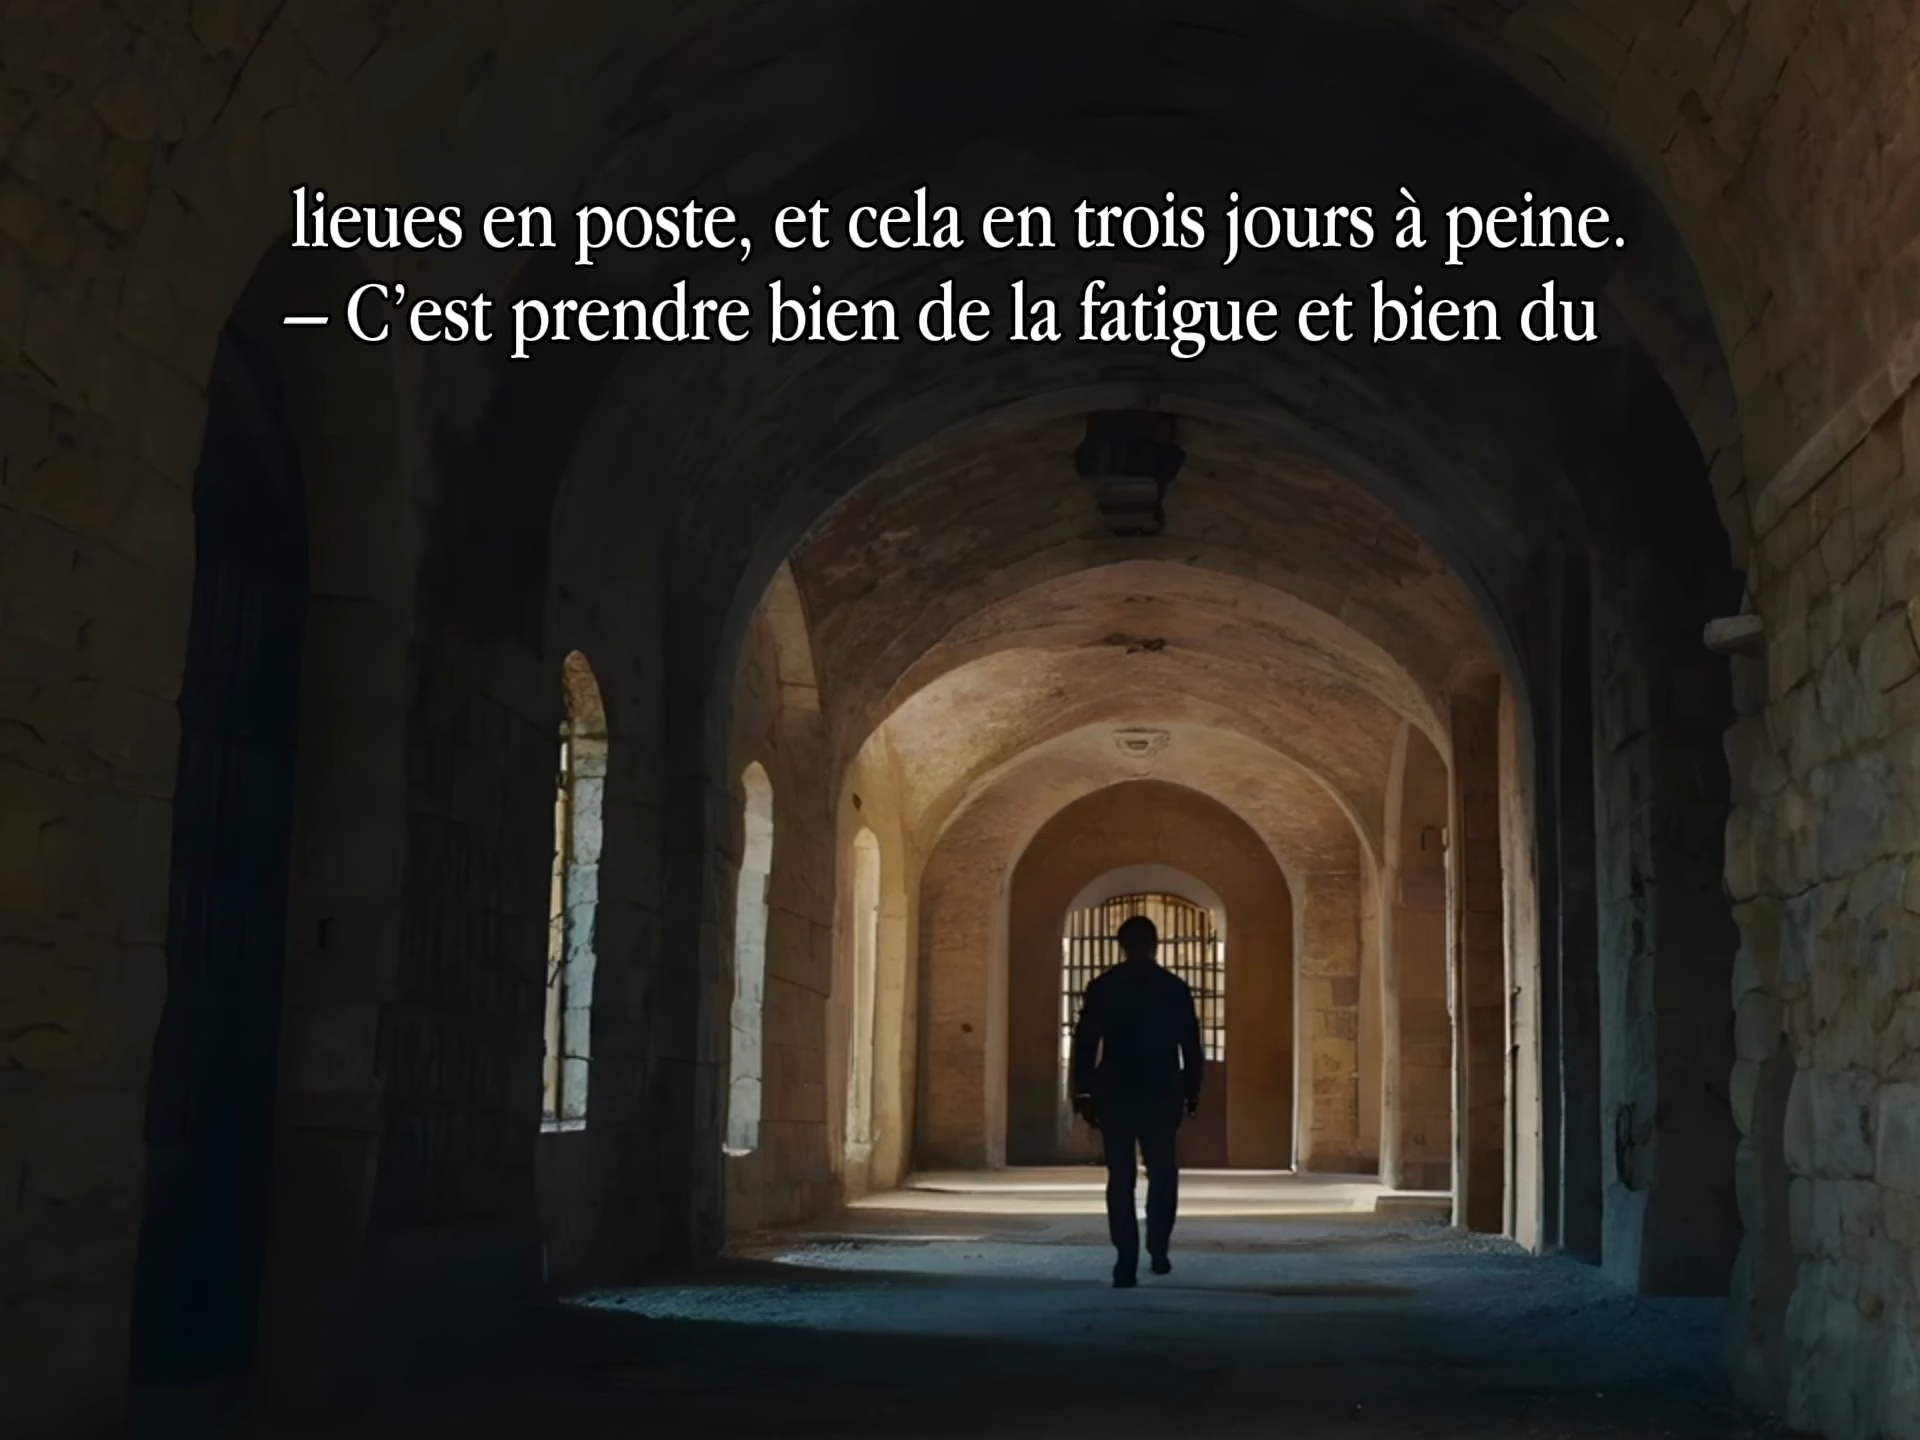 lieues en poste, et cela en trois jours à peine.
– C’est prendre bien de la fatigue et bien du